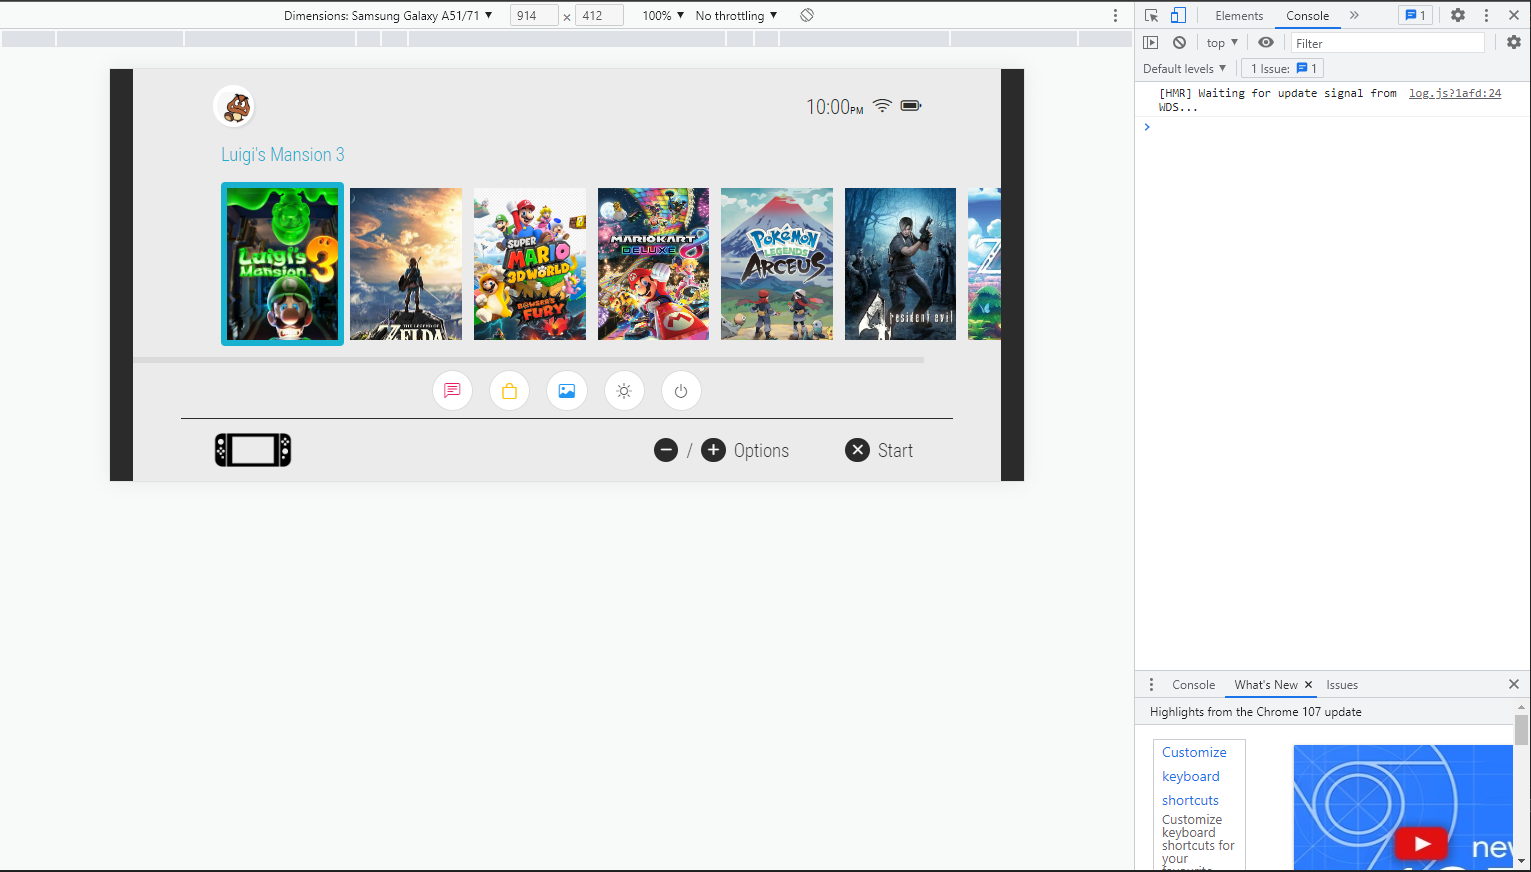 Dimensions: Samsung Galaxy A51/71 ▼ 914 × 412 100% ▼ No throttling ▼
Elements Console » 1
top ▼ Filter
Default levels ▼ 1 Issue: 1
[HMR] Waiting for update signal from log.js?1afd:24
WDS...
10:00PM
Luigi's Mansion 3
Luigi's Mansion 3
THE LEGEND OF
ZELDA
SUPER
MARIO
3D WORLD
BOWSER'S
FURY
MARIOKART 8
DELUXE
POKÉMON
LEGENDS
ARCEUS
resident evil
4
/ Options Start
Console What's New × Issues
Highlights from the Chrome 107 update
Customize
keyboard
shortcuts
Customize
keyboard
shortcuts for
your
favourite